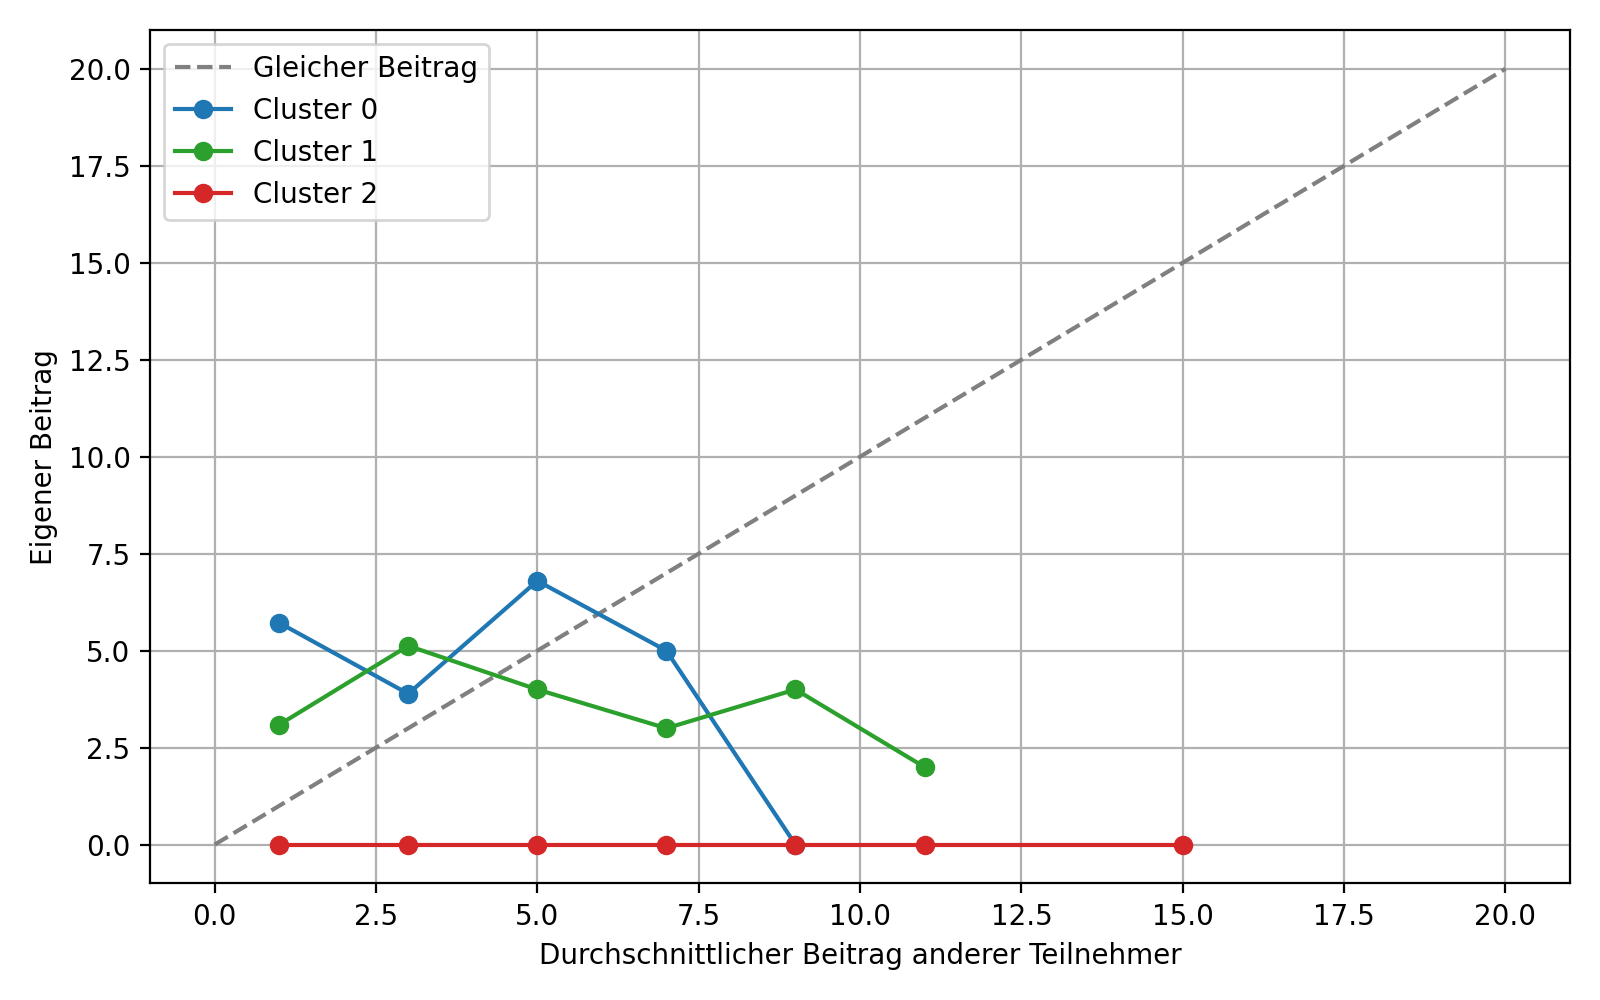 Gleicher Beitrag
Cluster 0
Cluster 1
Cluster 2
20.0
17.5
15.0
12.5
10.0
7.5
5.0
2.5
0.0
Eigener Beitrag
0.0 2.5 5.0 7.5 10.0 12.5 15.0 17.5 20.0
Durchschnittlicher Beitrag anderer Teilnehmer